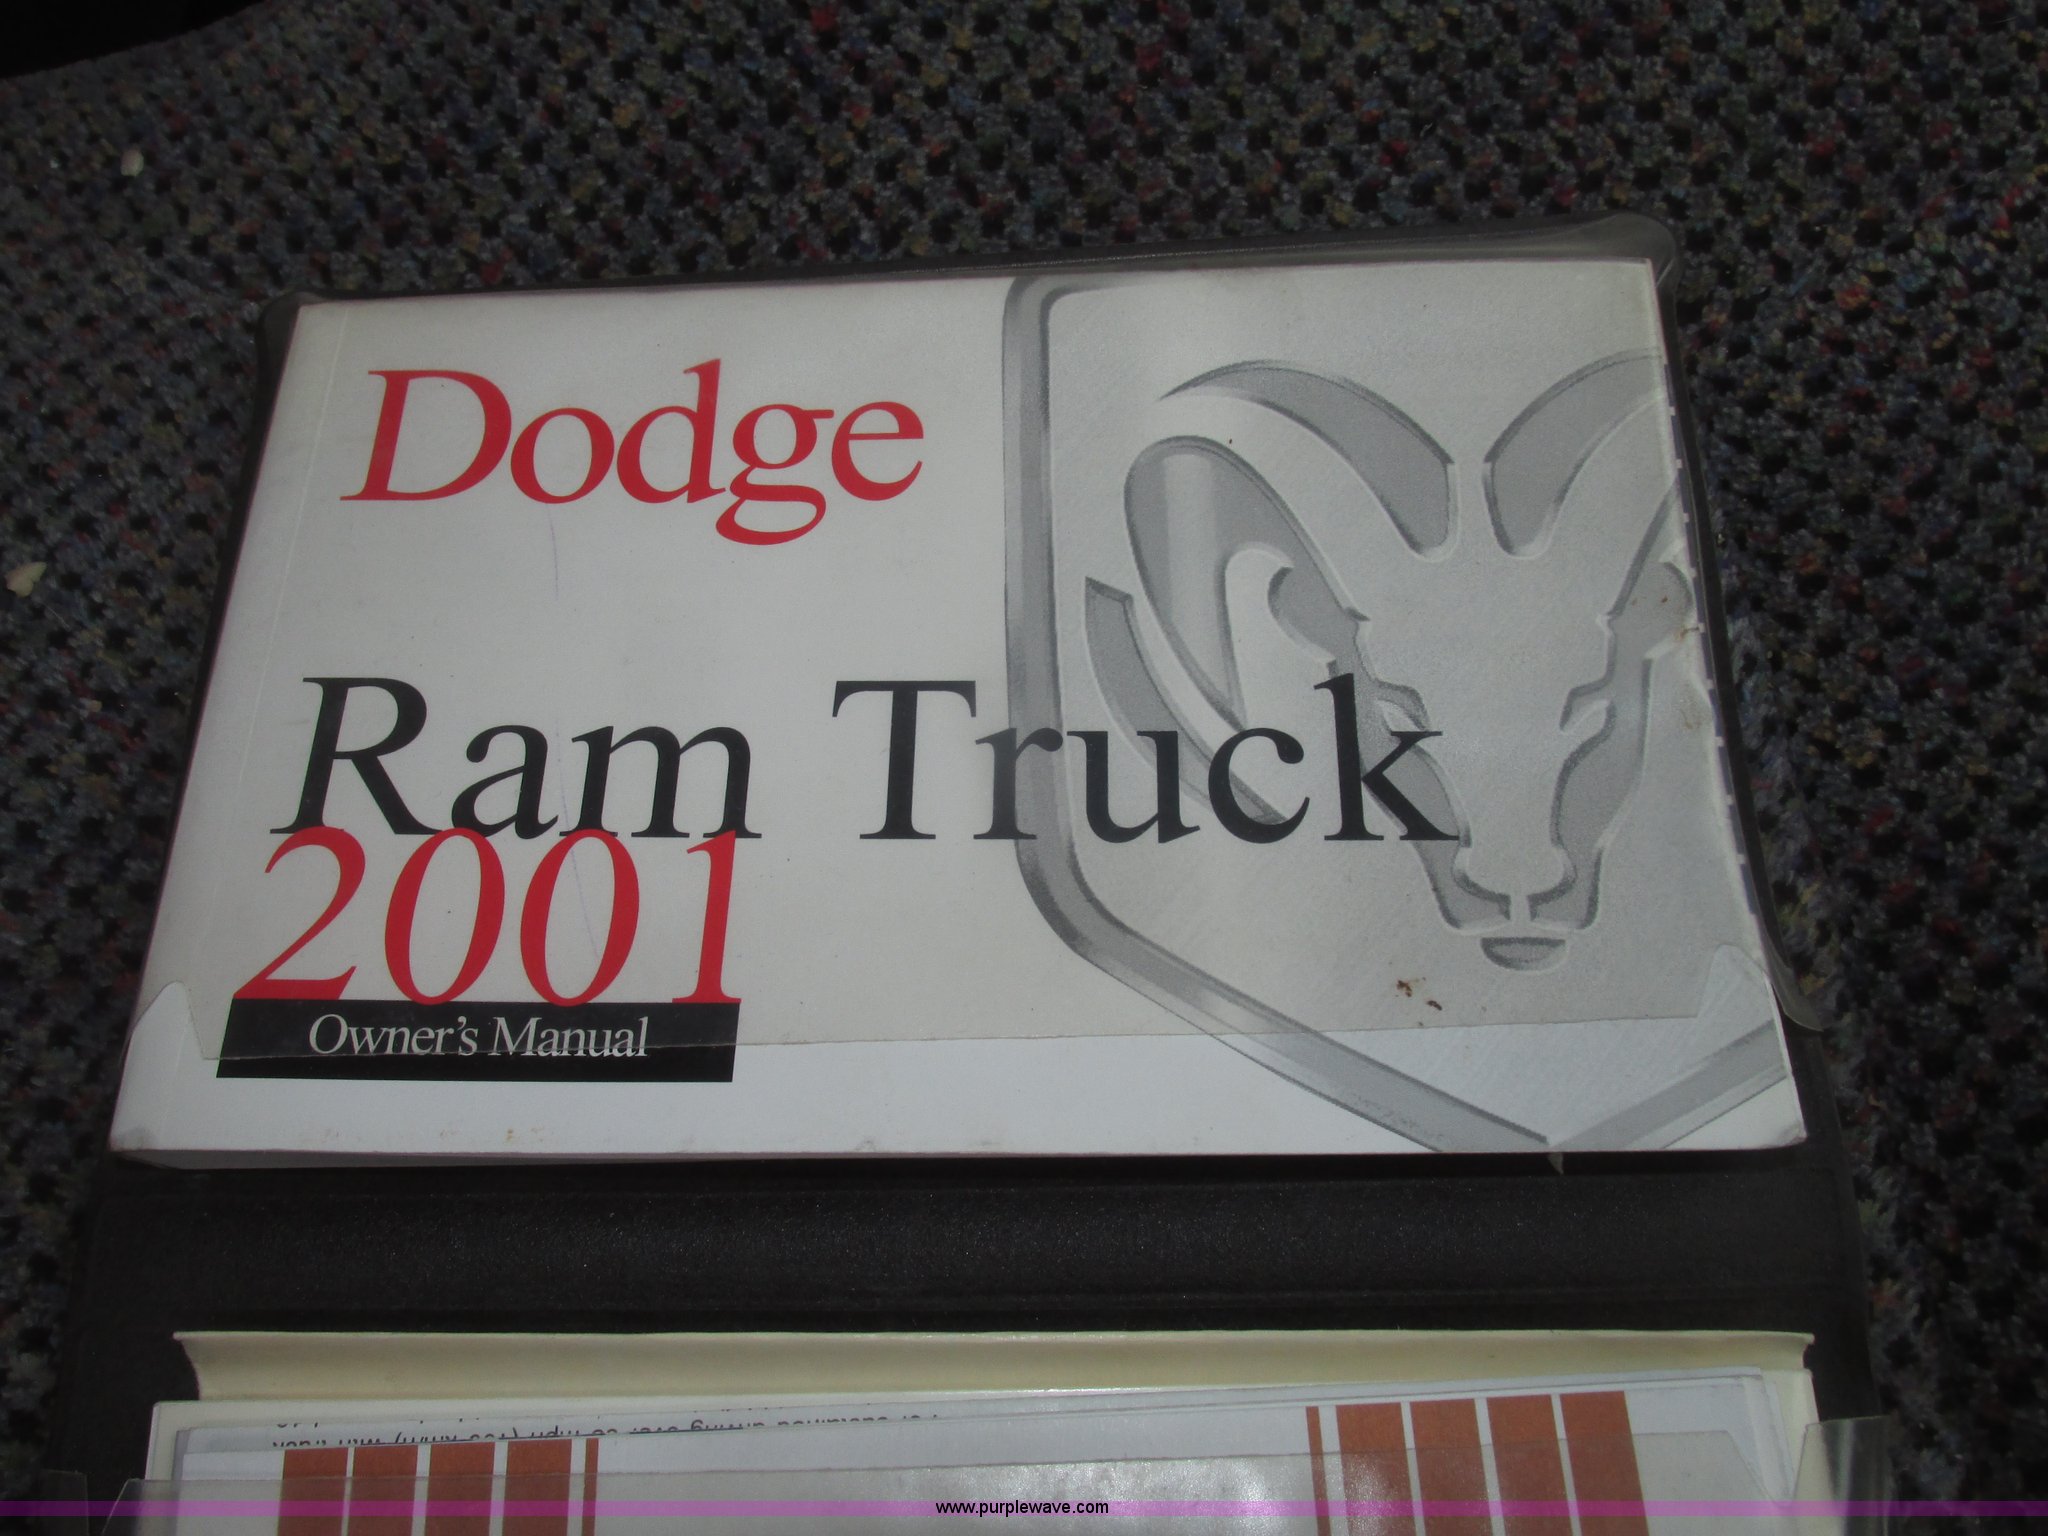 Dodge
Ram Truck
2001
Owner's Manual
www.purplewave.com